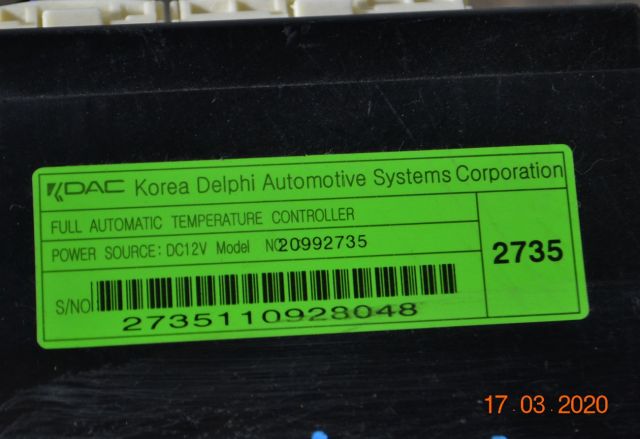 KDAC Korea Delphi Automotive Systems Corporation
FULL AUTOMATIC TEMPERATURE CONTROLLER
POWER SOURCE: DC12V Model NO 20992735
2735
S/NO
2735110928048
17.03.2020